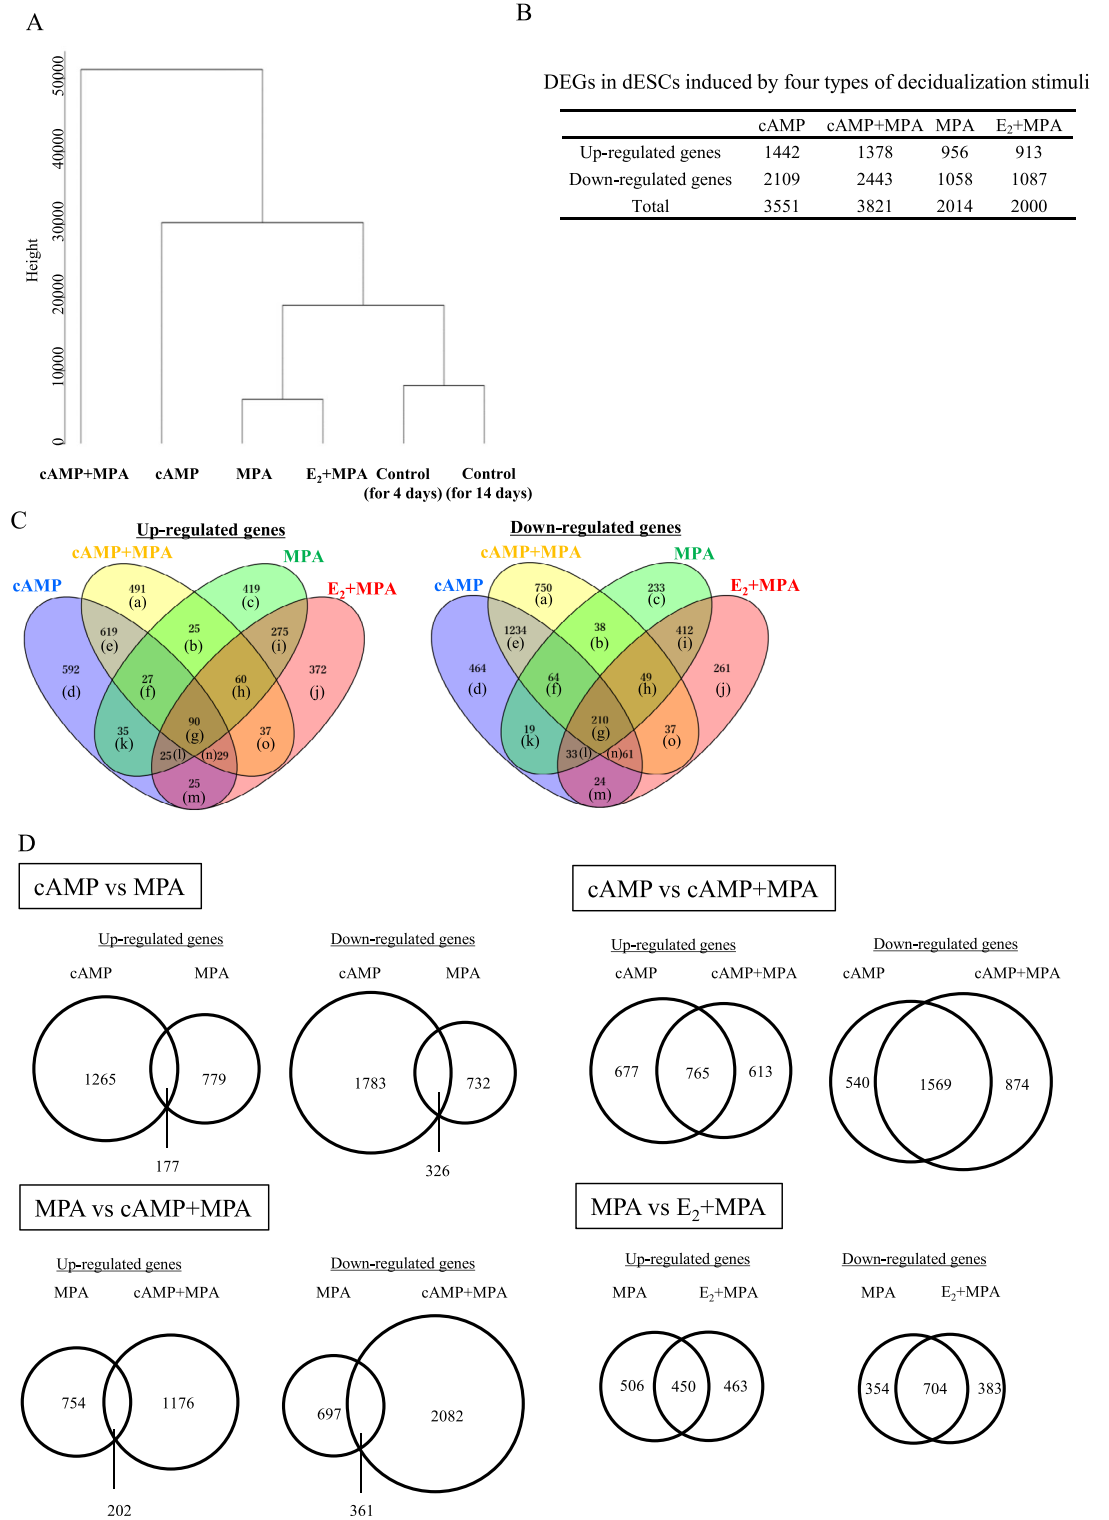 A
Height
50000
40000
30000
20000
10000
0
cAMP+MPA cAMP MPA E₂+MPA Control Control
(for 4 days) (for 14 days)
B
DEGs in dESCs induced by four types of decidualization stimuli
cAMP cAMP+MPA MPA E₂+MPA
Up-regulated genes 1442 1378 956 913
Down-regulated genes 2109 2443 1058 1087
Total 3551 3821 2014 2000
C
Up-regulated genes
cAMP+MPA
MPA
cAMP
E₂+MPA
491
(a)
419
(c)
619
(e)
25
(b)
275
(i)
592
(d)
27
(f)
60
(h)
372
(j)
90
(g)
35
(k)
37
(o)
25 (l) (n) 29
25
(m)
Down-regulated genes
cAMP+MPA
MPA
cAMP
E₂+MPA
750
(a)
233
(c)
1234
(e)
38
(b)
412
(i)
464
(d)
64
(f)
49
(h)
261
(j)
210
(g)
19
(k)
37
(o)
33 (l) (n) 61
24
(m)
D
cAMP vs MPA
Up-regulated genes
cAMP MPA
1265 779
177
Down-regulated genes
cAMP MPA
1783 732
326
cAMP vs cAMP+MPA
Up-regulated genes
cAMP cAMP+MPA
677 765 613
Down-regulated genes
cAMP cAMP+MPA
540 1569 874
MPA vs cAMP+MPA
Up-regulated genes
MPA cAMP+MPA
754 1176
202
Down-regulated genes
MPA cAMP+MPA
697 2082
361
MPA vs E₂+MPA
Up-regulated genes
MPA E₂+MPA
506 450 463
Down-regulated genes
MPA E₂+MPA
354 704 383